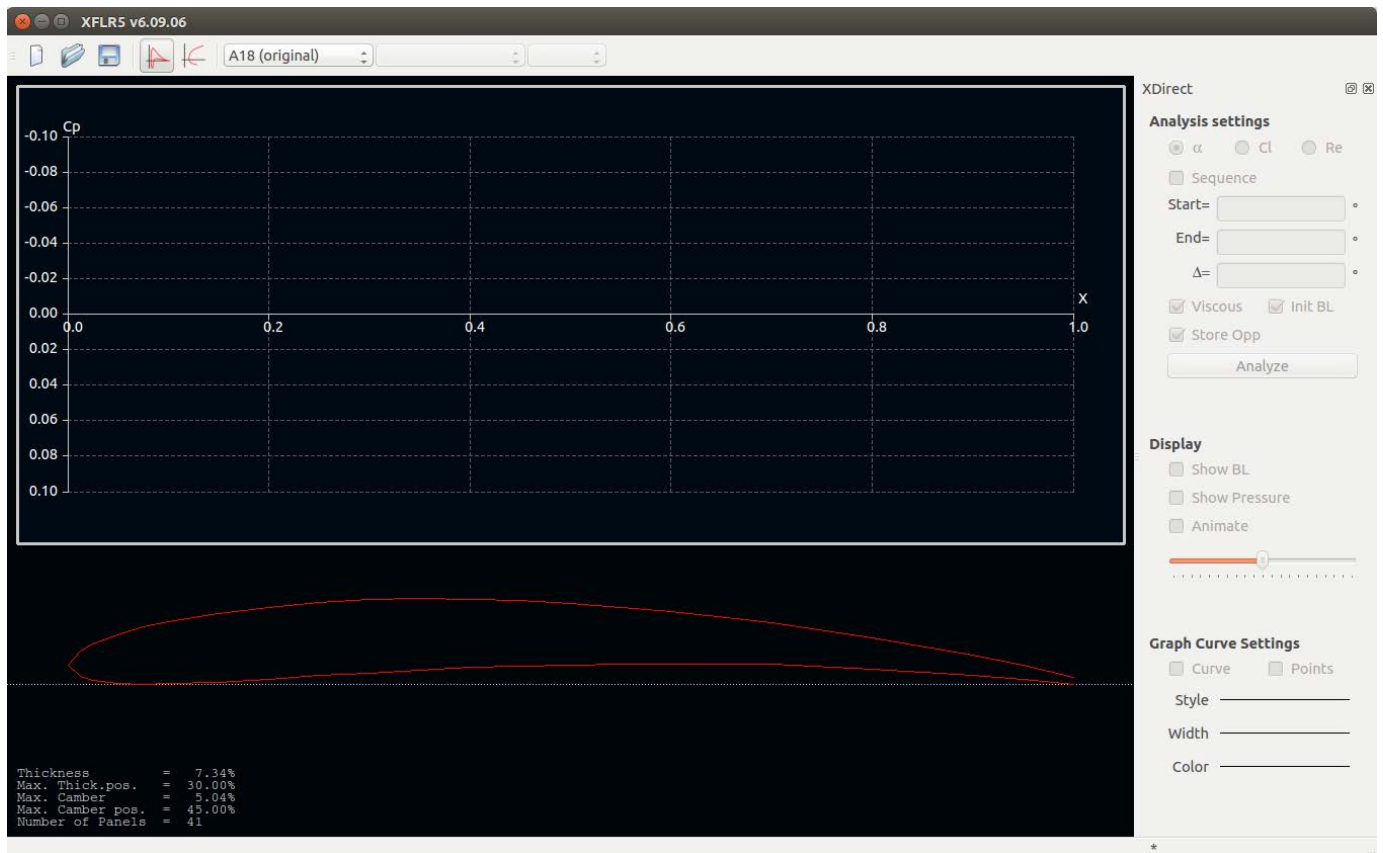 XFLR5 v6.09.06
A18 (original)
XDirect
Analysis settings
α Cl Re
Sequence
Start= °
End= °
Δ= °
Viscous Init BL
Store Opp
Analyze
Display
Show BL
Show Pressure
Animate
Graph Curve Settings
Curve Points
Style
Width
Color
Cp
-0.10
-0.08
-0.06
-0.04
-0.02
0.00
X
0.0 0.2 0.4 0.6 0.8 1.0
0.02
0.04
0.06
0.08
0.10
Thickness = 7.34%
Max. Thick.pos. = 30.00%
Max. Camber = 5.04%
Max. Camber pos. = 45.00%
Number of Panels = 41
*